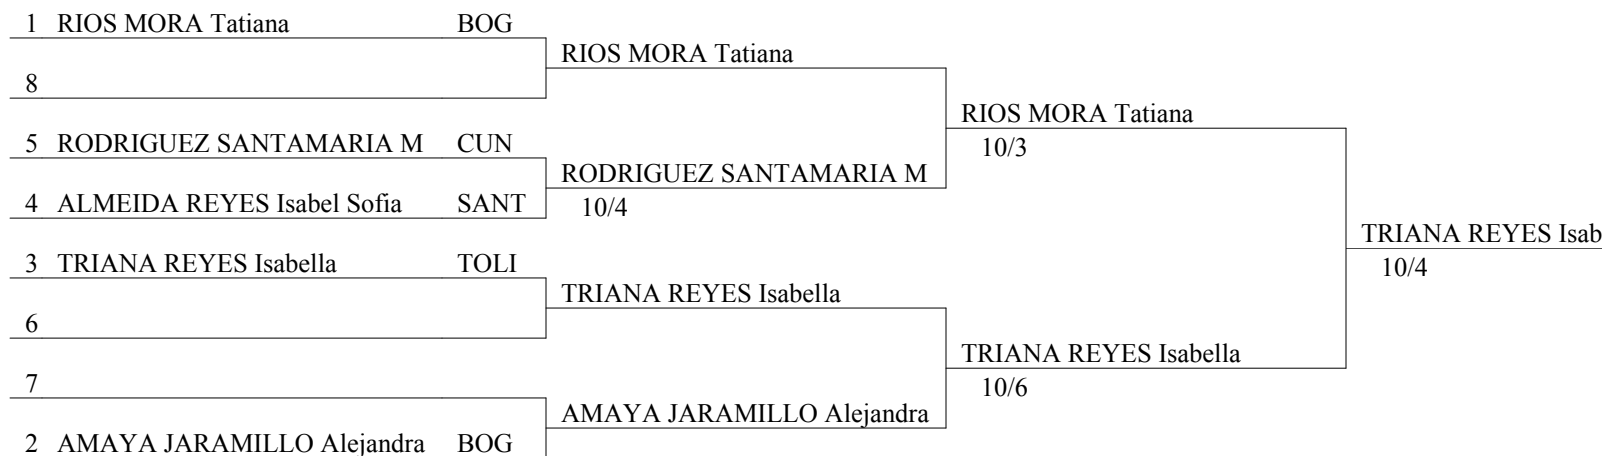 1 RIOS MORA Tatiana BOG
RIOS MORA Tatiana
8
RIOS MORA Tatiana
5 RODRIGUEZ SANTAMARIA M CUN
10/3
RODRIGUEZ SANTAMARIA M
4 ALMEIDA REYES Isabel Sofia SANT
10/4
TRIANA REYES Isab
3 TRIANA REYES Isabella TOLI
10/4
TRIANA REYES Isabella
6
TRIANA REYES Isabella
7
10/6
AMAYA JARAMILLO Alejandra
2 AMAYA JARAMILLO Alejandra BOG